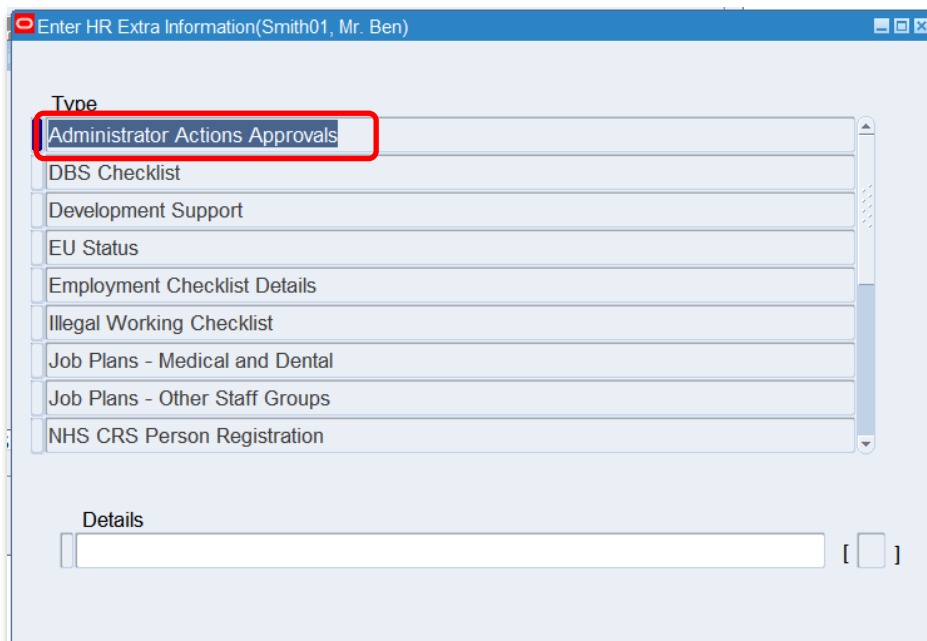 Enter HR Extra Information(Smith01, Mr. Ben)
Type
Administrator Actions Approvals
DBS Checklist
Development Support
EU Status
Employment Checklist Details
Illegal Working Checklist
Job Plans - Medical and Dental
Job Plans - Other Staff Groups
NHS CRS Person Registration
Details
[ ]